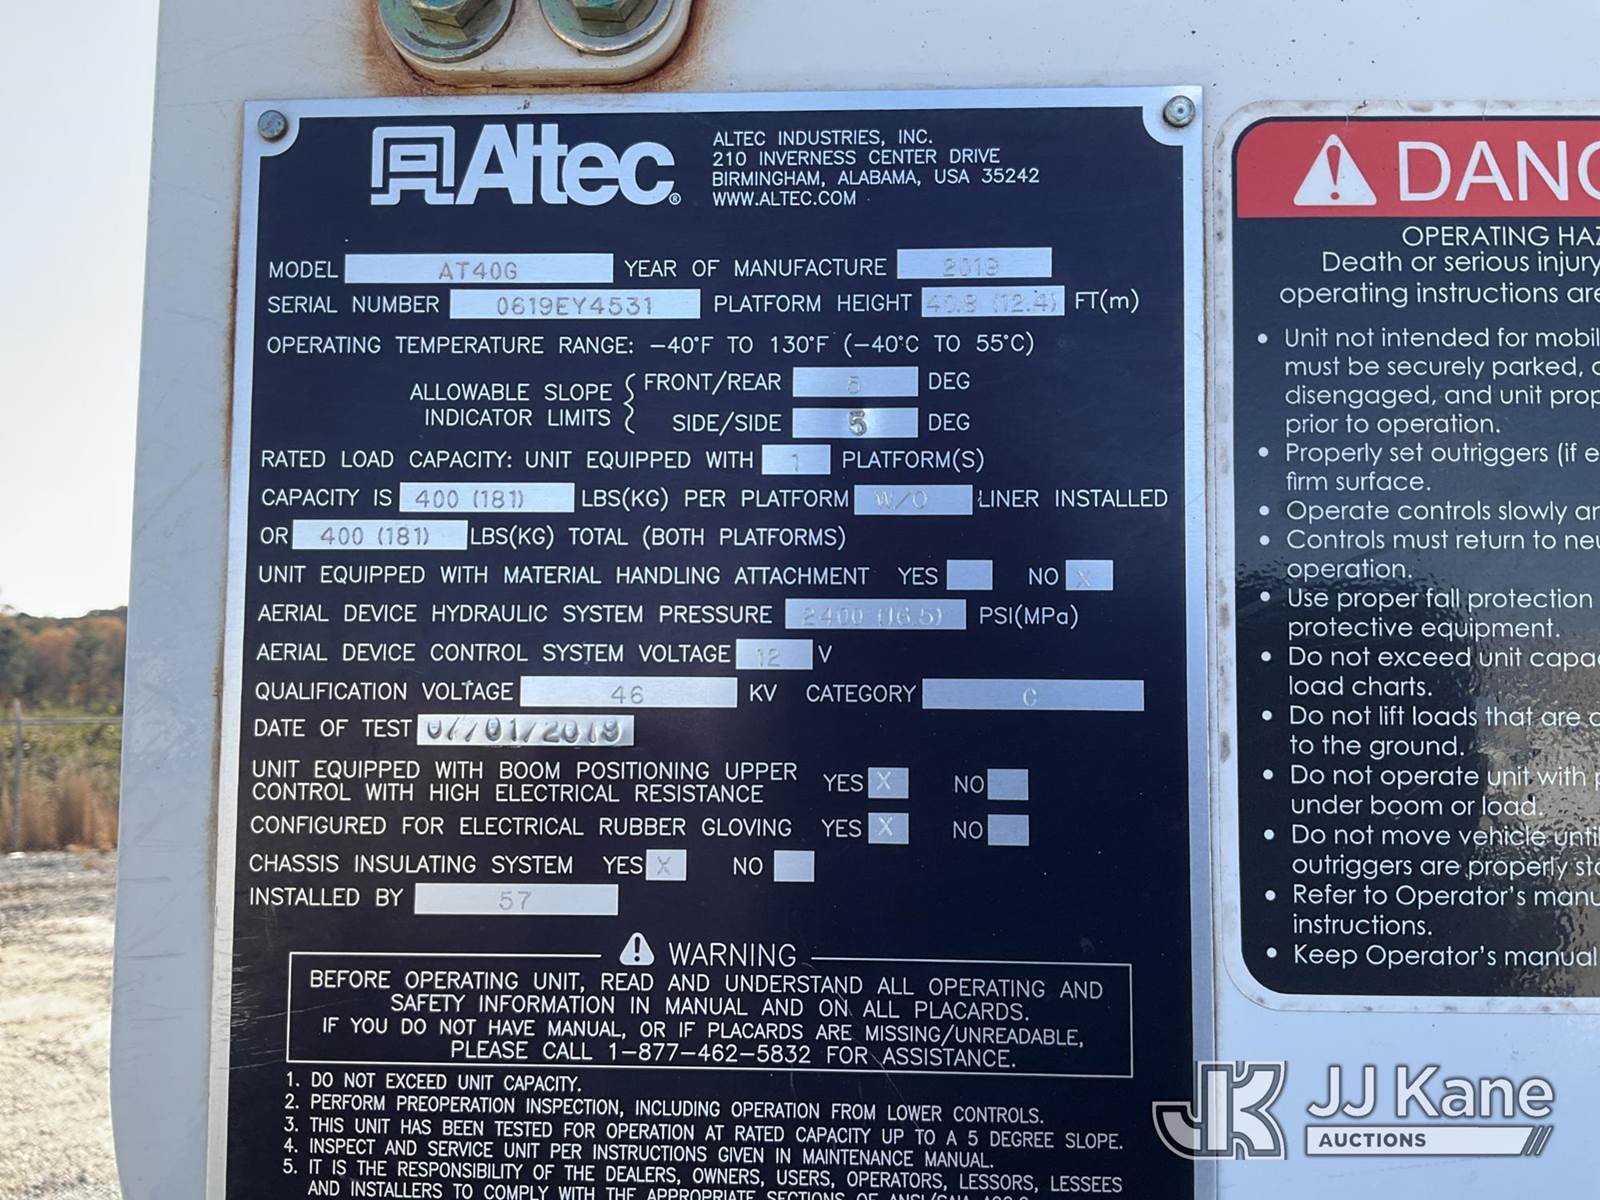 Altec®
ALTEC INDUSTRIES, INC.
210 INVERNESS CENTER DRIVE
BIRMINGHAM, ALABAMA, USA 35242
WWW.ALTEC.COM
MODEL AT40G YEAR OF MANUFACTURE 2019
SERIAL NUMBER 0619EY4531 PLATFORM HEIGHT 40.8 (12.4) FT(m)
OPERATING TEMPERATURE RANGE: -40°F TO 130°F (-40°C TO 55°C)
ALLOWABLE SLOPE INDICATOR LIMITS
FRONT/REAR 5 DEG
SIDE/SIDE 5 DEG
RATED LOAD CAPACITY: UNIT EQUIPPED WITH 1 PLATFORM(S)
CAPACITY IS 400 (181) LBS(KG) PER PLATFORM W/O LINER INSTALLED
OR 400 (181) LBS(KG) TOTAL (BOTH PLATFORMS)
UNIT EQUIPPED WITH MATERIAL HANDLING ATTACHMENT YES NO X
AERIAL DEVICE HYDRAULIC SYSTEM PRESSURE 2400 (16.5) PSI(MPa)
AERIAL DEVICE CONTROL SYSTEM VOLTAGE 12 V
QUALIFICATION VOLTAGE 46 KV CATEGORY C
DATE OF TEST 07/01/2019
UNIT EQUIPPED WITH BOOM POSITIONING UPPER
CONTROL WITH HIGH ELECTRICAL RESISTANCE YES X NO
CONFIGURED FOR ELECTRICAL RUBBER GLOVING YES X NO
CHASSIS INSULATING SYSTEM YES X NO
INSTALLED BY 57
WARNING
BEFORE OPERATING UNIT, READ AND UNDERSTAND ALL OPERATING AND
SAFETY INFORMATION IN MANUAL AND ON ALL PLACARDS.
IF YOU DO NOT HAVE MANUAL, OR IF PLACARDS ARE MISSING/UNREADABLE,
PLEASE CALL 1-877-462-5832 FOR ASSISTANCE.
1. DO NOT EXCEED UNIT CAPACITY.
2. PERFORM PREOPERATION INSPECTION, INCLUDING OPERATION FROM LOWER CONTROLS.
3. THIS UNIT HAS BEEN TESTED FOR OPERATION AT RATED CAPACITY UP TO A 5 DEGREE SLOPE.
4. INSPECT AND SERVICE UNIT PER INSTRUCTIONS GIVEN IN MAINTENANCE MANUAL.
5. IT IS THE RESPONSIBILITY OF THE DEALERS, OWNERS, USERS, OPERATORS, LESSORS, LESSEES
AND INSTALLERS TO COMPLY WITH THE APPROPRIATE SECTIONS OF
DANG
OPERATING HAZ
Death or serious injury
operating instructions are
• Unit not intended for mobil
must be securely parked,
disengaged, and unit prop
prior to operation.
• Properly set outriggers (if e
firm surface.
• Operate controls slowly an
• Controls must return to neu
operation.
• Use proper fall protection
protective equipment.
• Do not exceed unit capac
load charts.
• Do not lift loads that are
to the ground.
• Do not operate unit with p
under boom or load.
• Do not move vehicle until
outriggers are properly sto
• Refer to Operator's manu
instructions.
• Keep Operator's manual
JK JJ Kane
AUCTIONS